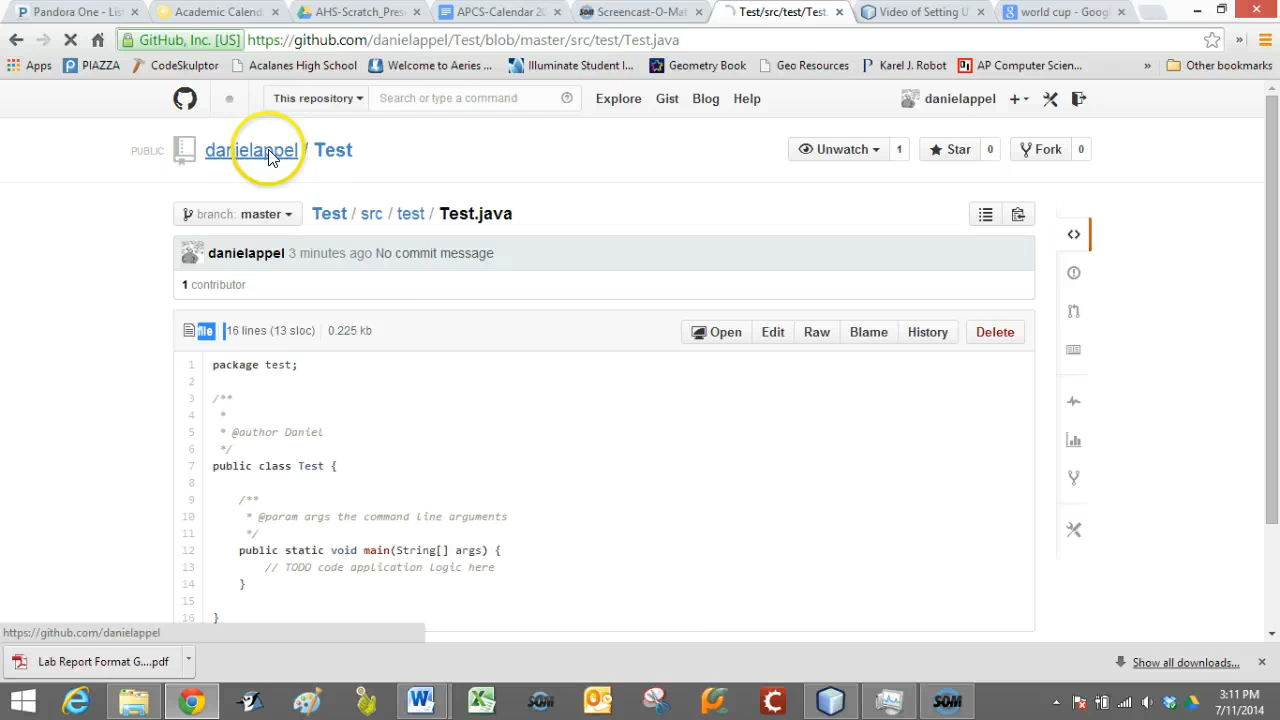 Pandora One - List
Academic Calend
AHS-Scratch_Pres
APCS-Calendar 20
Screencast-O-Mat
Test/src/test/Test.
Video of Setting U
world cup - Goog
GitHub, Inc. [US] https://github.com/danielappel/Test/blob/master/src/test/Test.java
Apps PIAZZA CodeSkulptor Acalanes High School Welcome to Aeries ... Illuminate Student I... Geometry Book Geo Resources Karel J. Robot AP Computer Scien... » Other bookmarks
This repository Search or type a command Explore Gist Blog Help danielappel
PUBLIC danielappel / Test Unwatch 1 Star 0 Fork 0
branch: master Test / src / test / Test.java
danielappel 3 minutes ago No commit message
1 contributor
file 16 lines (13 sloc) 0.225 kb Open Edit Raw Blame History Delete
1 package test;
2
3 /**
4 *
5 * @author Daniel
6 */
7 public class Test {
8
9 /**
10 * @param args the command line arguments
11 */
12 public static void main(String[] args) {
13 // TODO code application logic here
14 }
15
16 }
https://github.com/danielappel
Lab Report Format G....pdf Show all downloads...
3:11 PM
7/11/2014